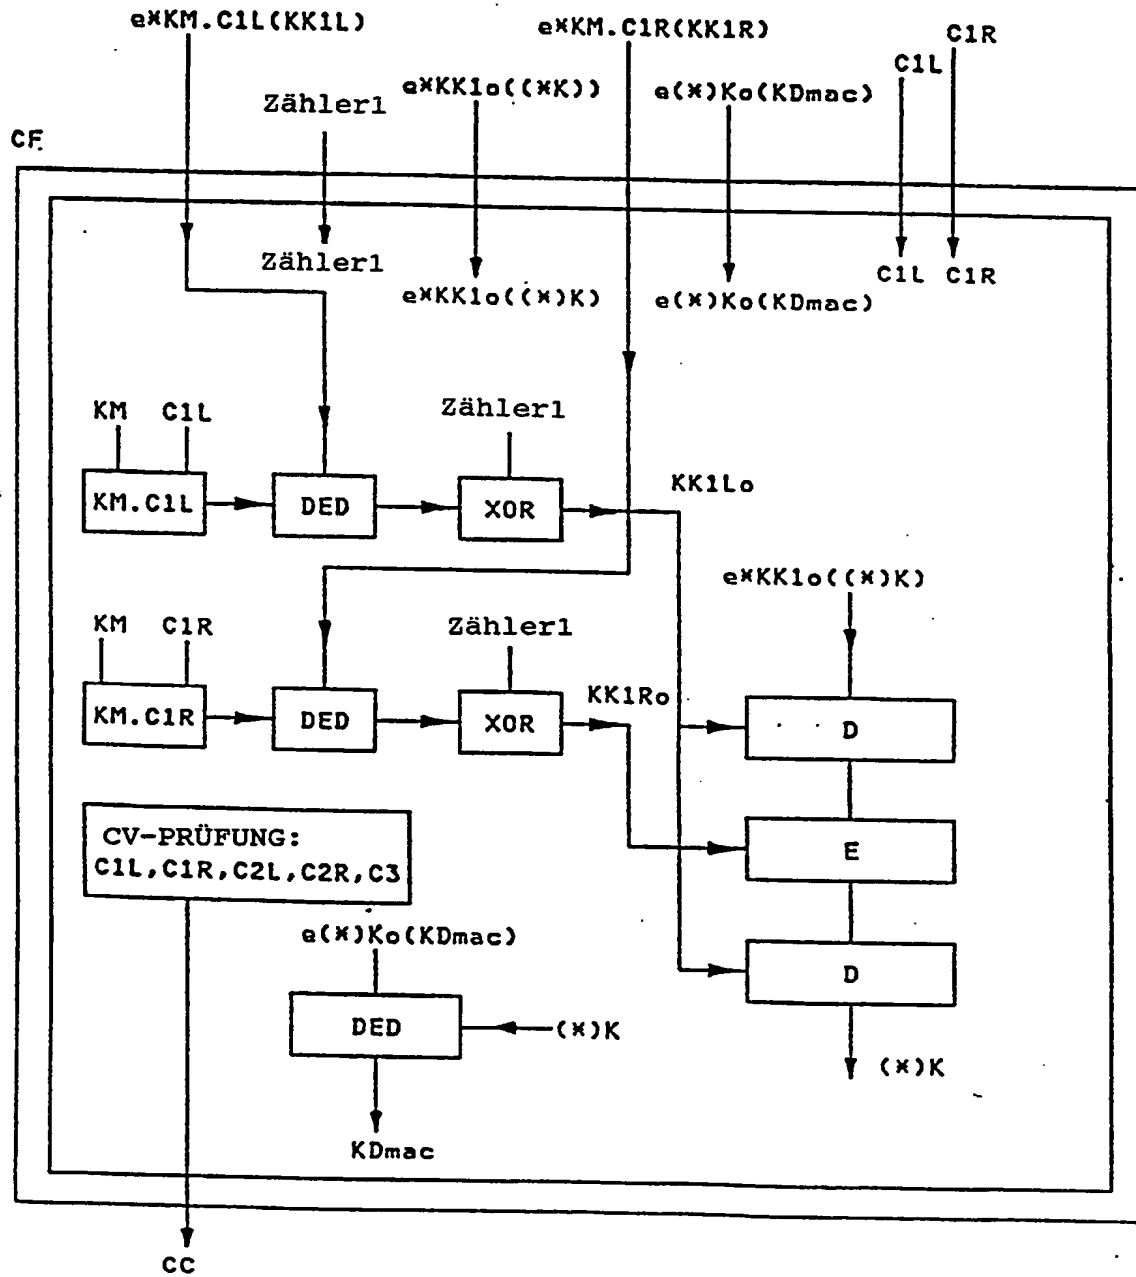 e*KM.C1L(KK1L)
e*KM.C1R(KK1R)
C1R
C1L
Zähler1
e*KK1o((*K))
e(*)Ko(KDmac)
CF
Zähler1
e*KK1o((*)K)
e(*)Ko(KDmac)
C1L
C1R
KM
C1L
Zähler1
KM.C1L
DED
XOR
KK1Lo
e*KK1o((*)K)
KM
C1R
Zähler1
KM.C1R
DED
XOR
KK1Ro
D
CV-PRÜFUNG:
C1L,C1R,C2L,C2R,C3
E
e(*)Ko(KDmac)
D
DED
(*)K
(*)K
KDmac
CC